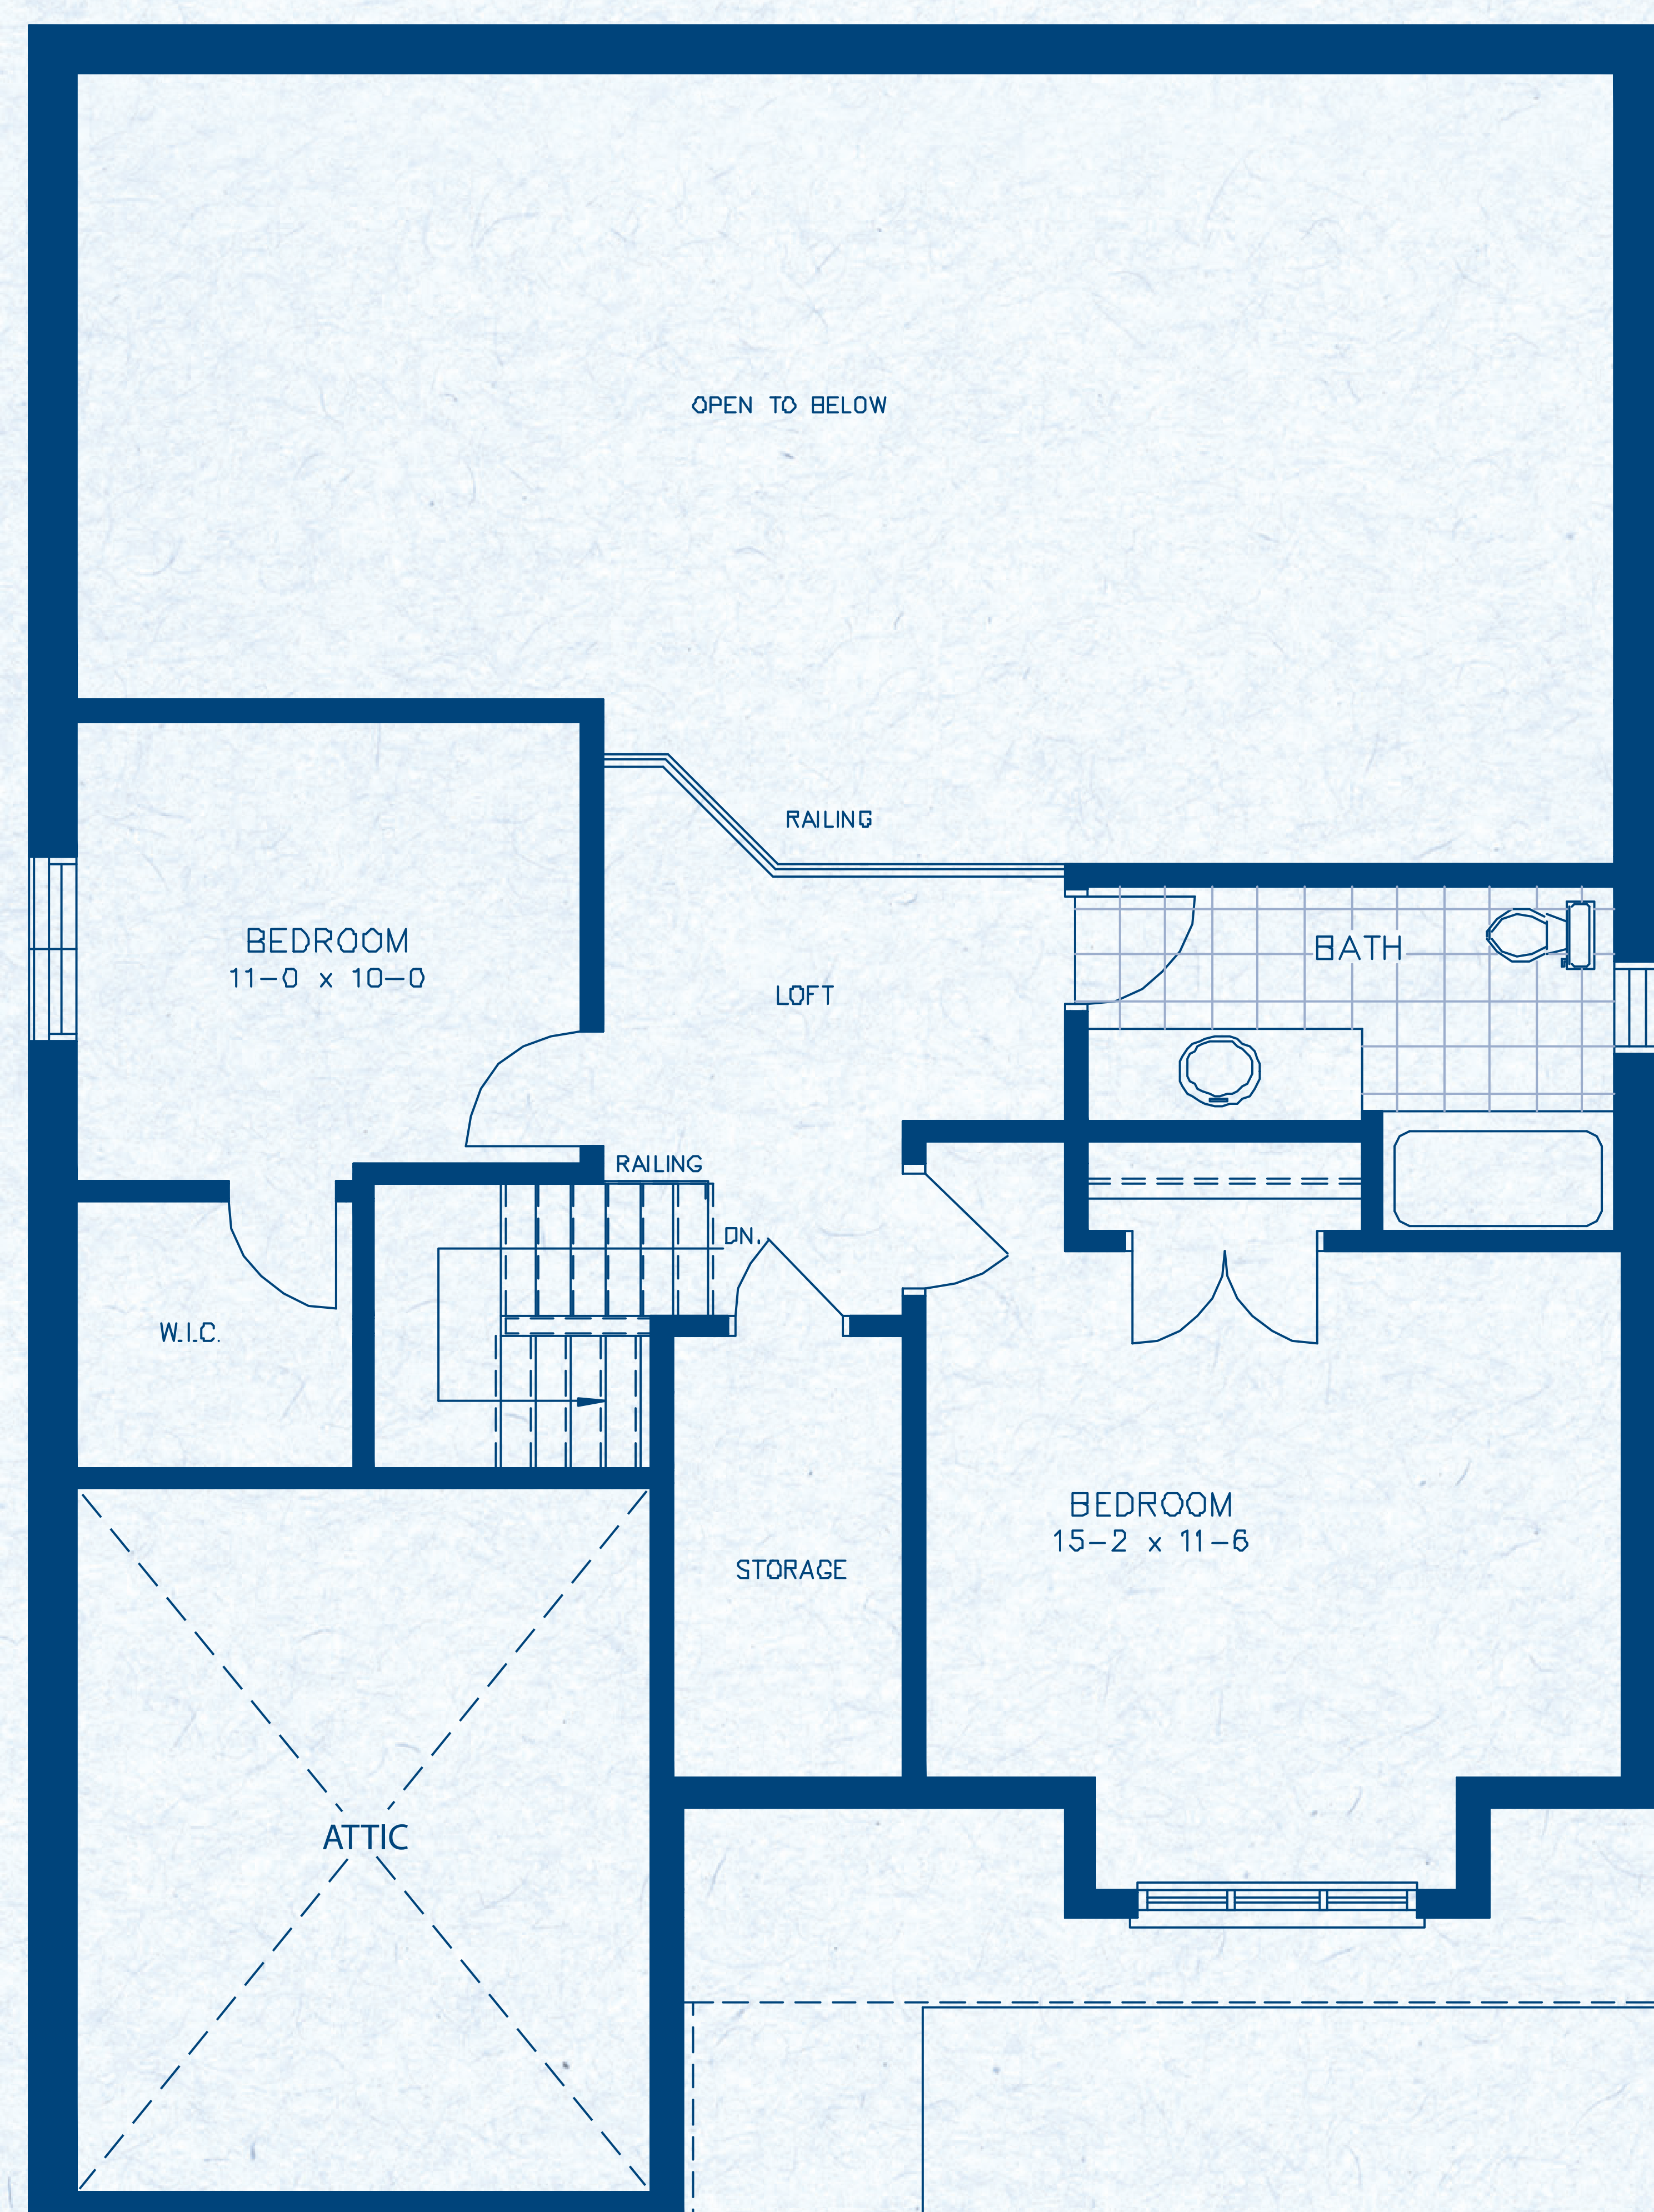 OPEN TO BELOW
RAILING
BEDROOM
11-0 x 10-0
BATH
LOFT
RAILING
DN.
W.I.C.
BEDROOM
15-2 x 11-6
STORAGE
ATTIC